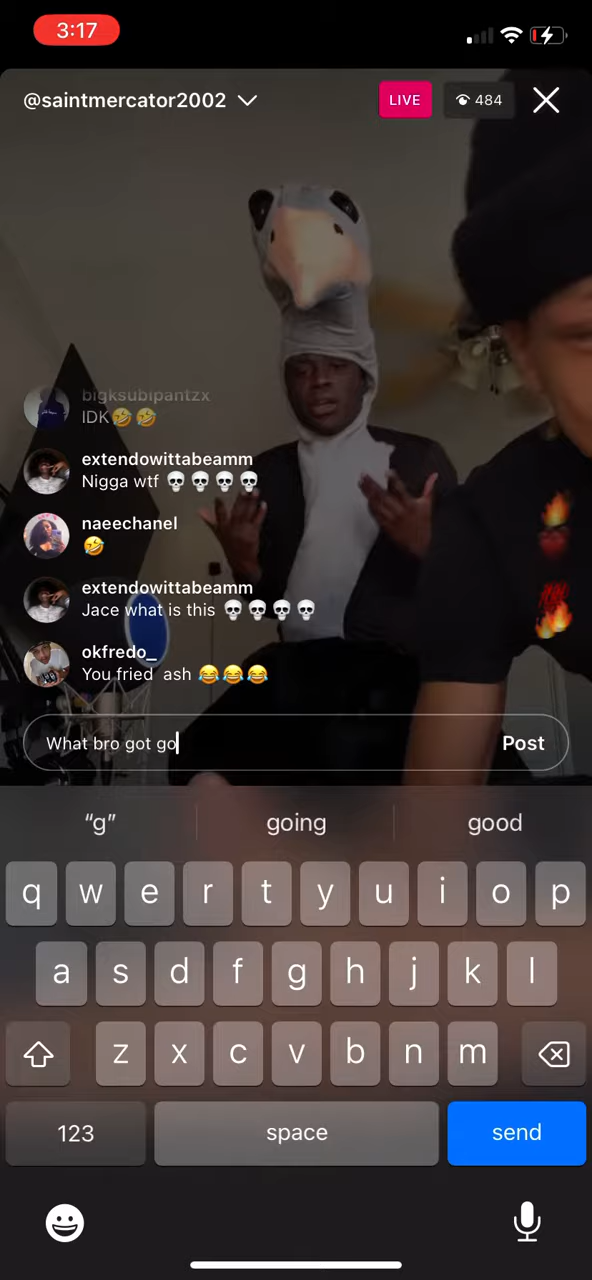 3:17
@saintmercator2002
LIVE
484
bigksubipantzx
IDK🤣🤣
extendowittabeamm
Nigga wtf 💀💀💀💀
naeechanel
🤣
extendowittabeamm
Jace what is this 💀💀💀💀
okfredo_
You fried ash 😂😂😂
What bro got go
Post
“g”
going
good
q w e r t y u i o p
a s d f g h j k l
z x c v b n m
123
space
send